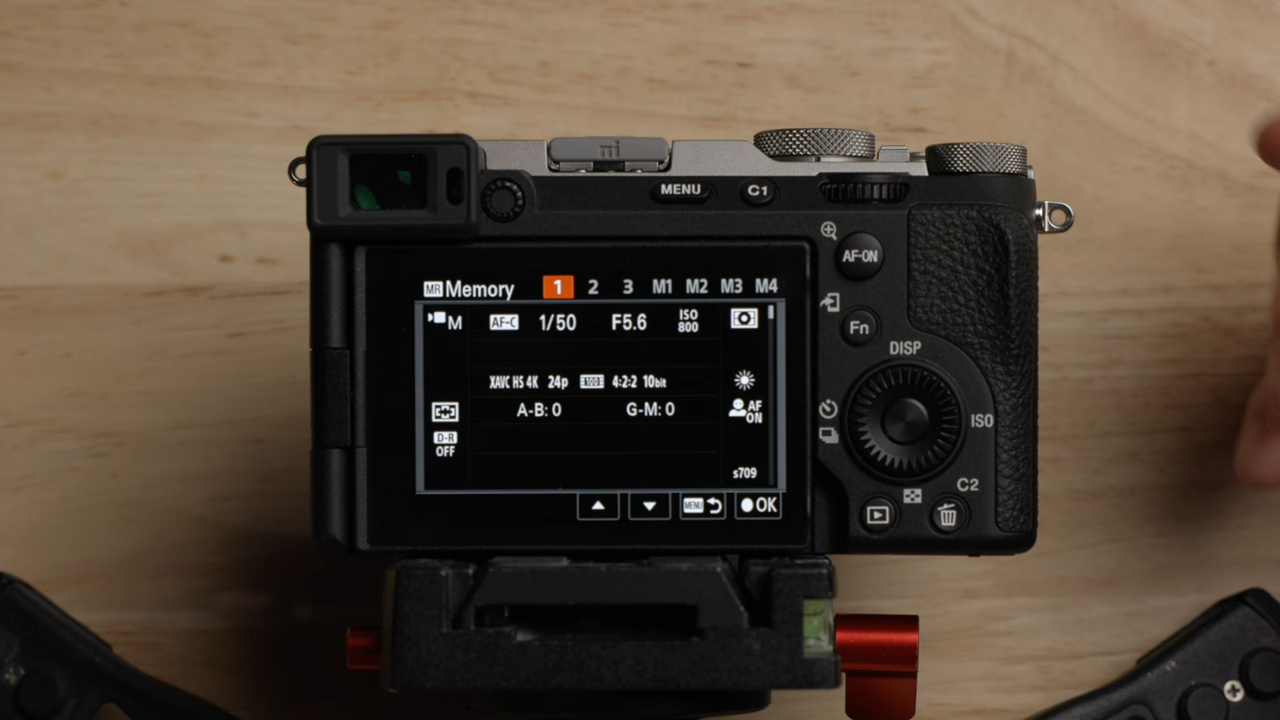 MENU C1
AF-ON
Fn
DISP
ISO
C2
MR Memory 1 2 3 M1 M2 M3 M4
M AF-C 1/50 F5.6 ISO 800
XAVC HS 4K 24p 100 4:2:2 10bit
A-B: 0 G-M: 0 AF ON
D-R OFF
s709
MENU OK